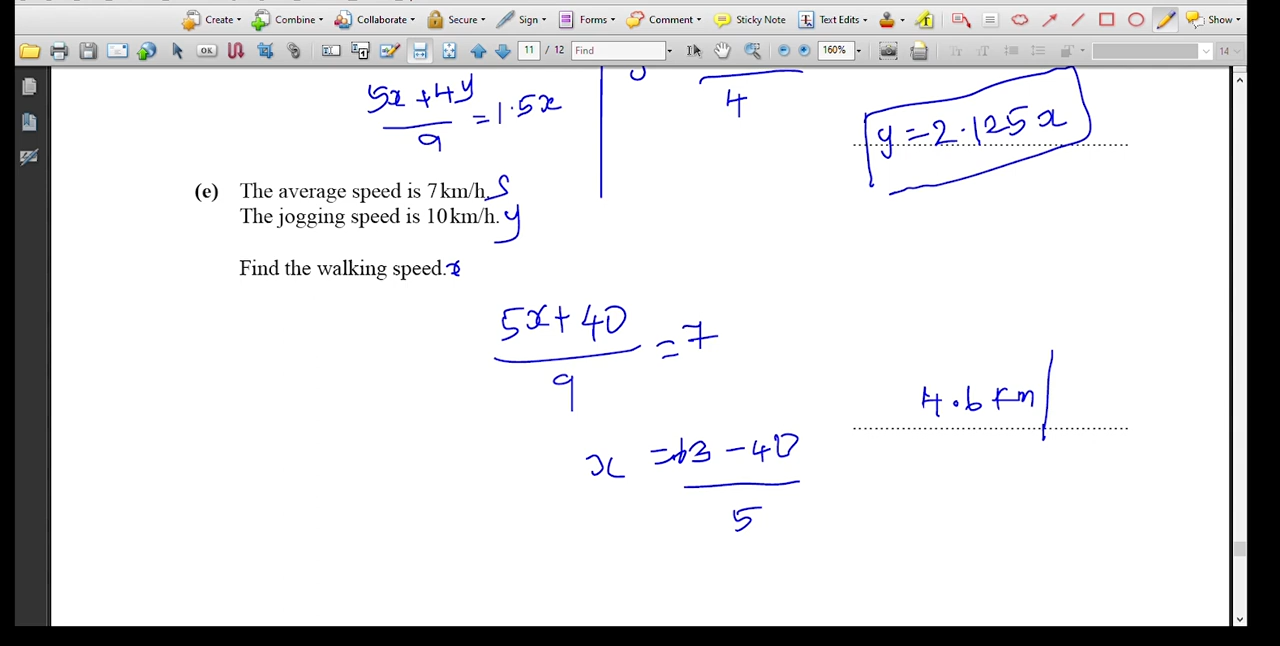 Create Combine Collaborate Secure Sign Forms Comment Sticky Note Text Edits Show
OK 11 / 12 Find 160% 14
5x + 4y
9
= 1.5x
4
y = 2.125x
(e) The average speed is 7 km/h. S
The jogging speed is 10 km/h. y
Find the walking speed. x
5x + 40
9
= 7
4.6 km/
x = 63 - 40
5